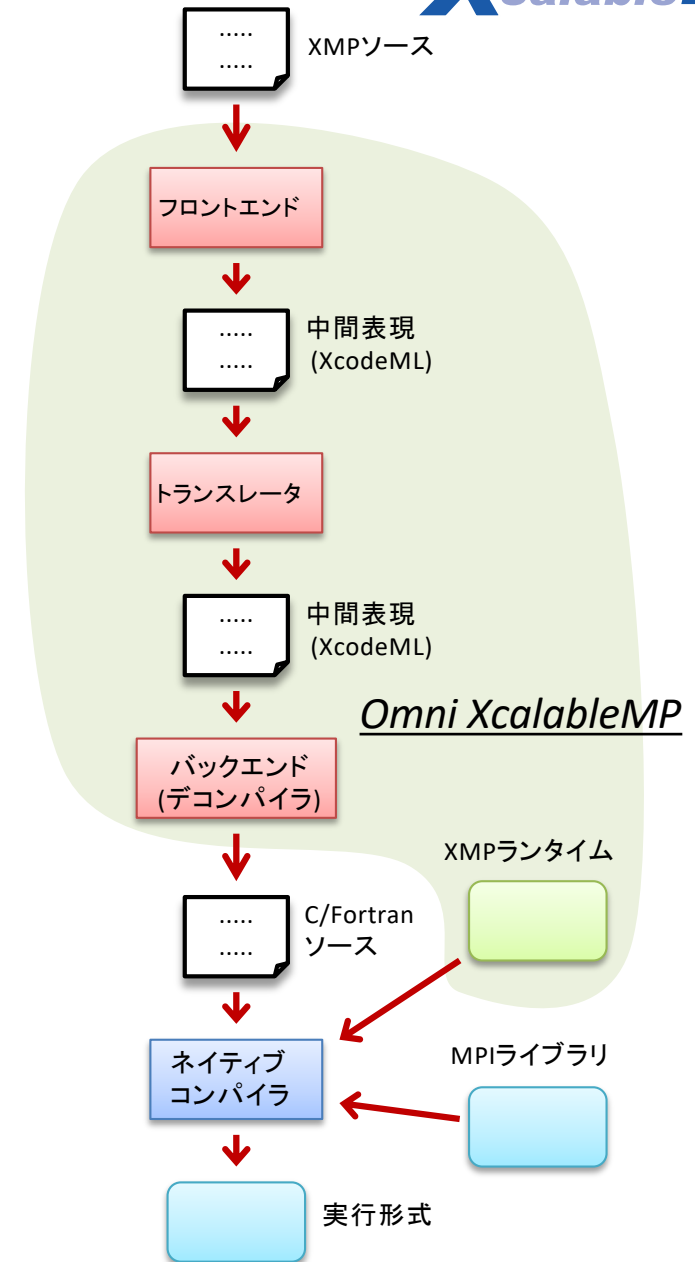 .....
.....
XMPソース
フロントエンド
.....
.....
中間表現
(XcodeML)
トランスレータ
.....
.....
中間表現
(XcodeML)
Omni XcalableMP
バックエンド
(デコンパイラ)
XMPランタイム
.....
.....
C/Fortran
ソース
ネイティブ
コンパイラ
MPIライブラリ
実行形式